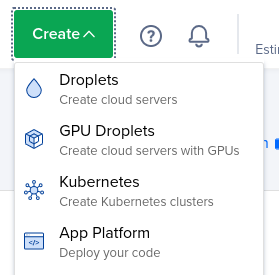 Create
Esti
Droplets
Create cloud servers
GPU Droplets
Create cloud servers with GPUs
Kubernetes
Create Kubernetes clusters
App Platform
Deploy your code